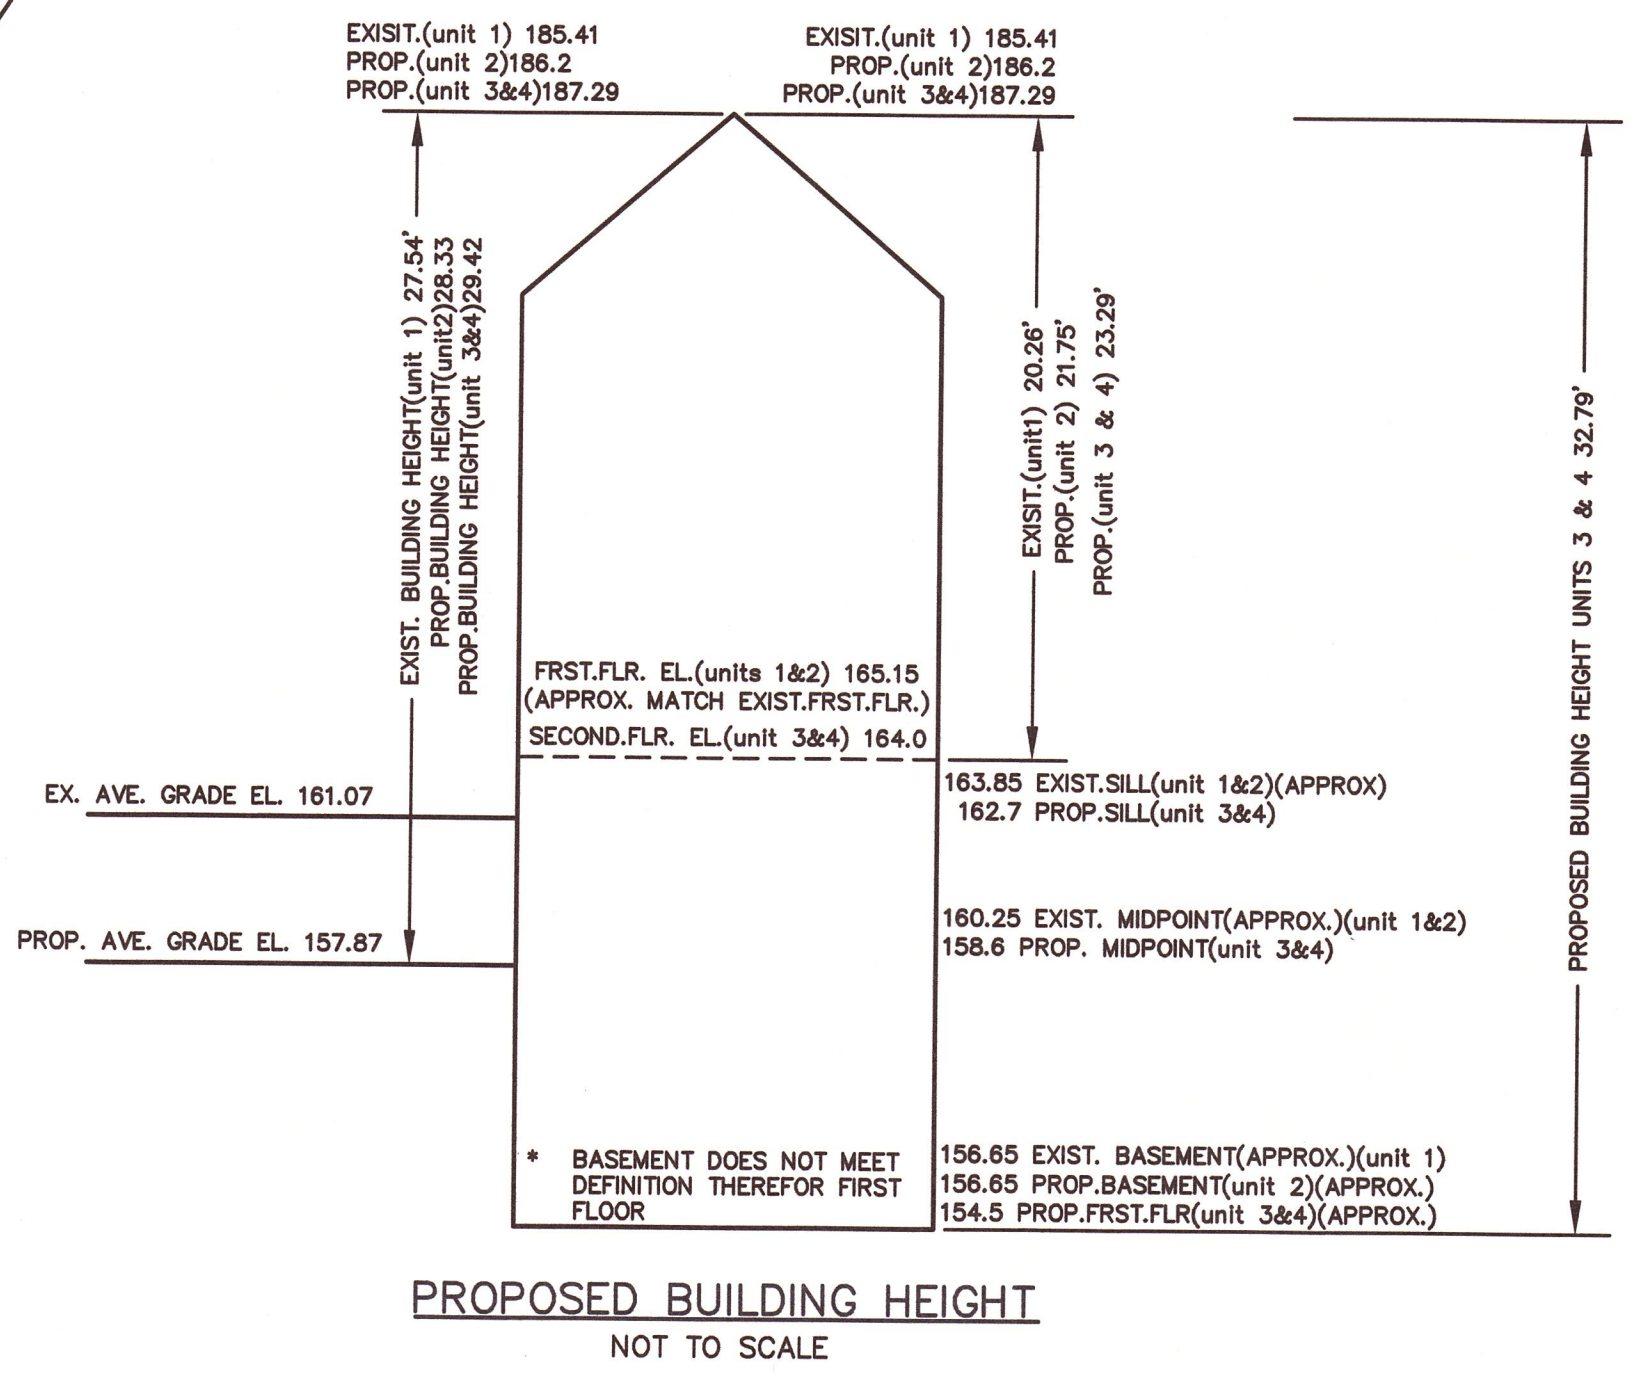 EXISIT.(unit 1) 185.41
PROP.(unit 2)186.2
PROP.(unit 3&4)187.29
EXISIT.(unit 1) 185.41
PROP.(unit 2)186.2
PROP.(unit 3&4)187.29
EXIST. BUILDING HEIGHT(unit 1) 27.54'
PROP.BUILDING HEIGHT(unit2)28.33
PROP.BUILDING HEIGHT(unit 3&4)29.42
EXISIT.(unit1) 20.26'
PROP.(unit 2) 21.75'
PROP.(unit 3 & 4) 23.29'
PROPOSED BUILDING HEIGHT UNITS 3 & 4 32.79'
FRST.FLR. EL.(units 1&2) 165.15
(APPROX. MATCH EXIST.FRST.FLR.)
SECOND.FLR. EL.(unit 3&4) 164.0
EX. AVE. GRADE EL. 161.07
163.85 EXIST.SILL(unit 1&2)(APPROX)
162.7 PROP.SILL(unit 3&4)
PROP. AVE. GRADE EL. 157.87
160.25 EXIST. MIDPOINT(APPROX.)(unit 1&2)
158.6 PROP. MIDPOINT(unit 3&4)
* BASEMENT DOES NOT MEET
DEFINITION THEREFOR FIRST
FLOOR
156.65 EXIST. BASEMENT(APPROX.)(unit 1)
156.65 PROP.BASEMENT(unit 2)(APPROX.)
154.5 PROP.FRST.FLR(unit 3&4)(APPROX.)
PROPOSED BUILDING HEIGHT
NOT TO SCALE